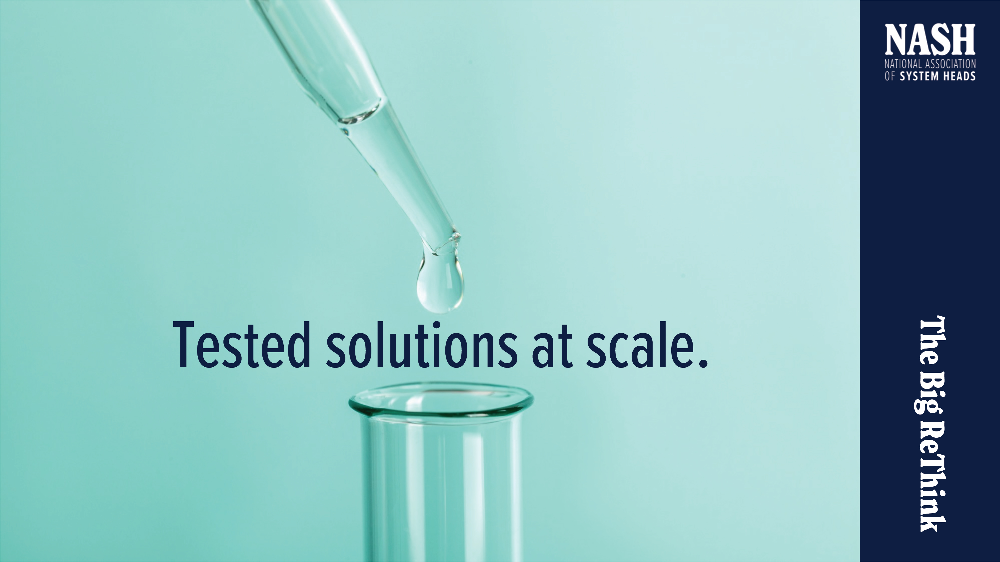 Tested solutions at scale.
NASH
NATIONAL ASSOCIATION
OF SYSTEM HEADS
The Big ReThink